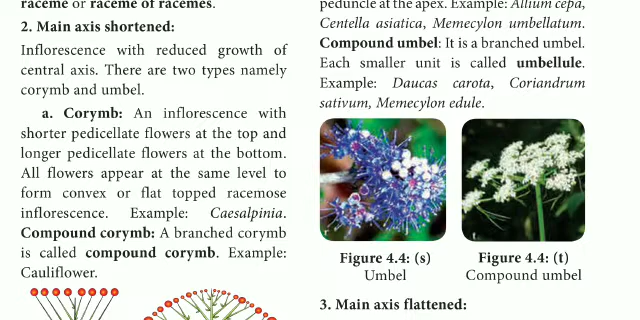 raceme or raceme of racemes.
2. Main axis shortened:
Inflorescence with reduced growth of
central axis. There are two types namely
corymb and umbel.
a. Corymb: An inflorescence with
shorter pedicellate flowers at the top and
longer pedicellate flowers at the bottom.
All flowers appear at the same level to
form convex or flat topped racemose
inflorescence. Example: Caesalpinia.
Compound corymb: A branched corymb
is called compound corymb. Example:
Cauliflower.
peduncle at the apex. Example: Allium cepa,
Centella asiatica, Memecylon umbellatum.
Compound umbel: It is a branched umbel.
Each smaller unit is called umbellule.
Example: Daucas carota, Coriandrum
sativum, Memecylon edule.
Figure 4.4: (s)
Umbel
Figure 4.4: (t)
Compound umbel
3. Main axis flattened: